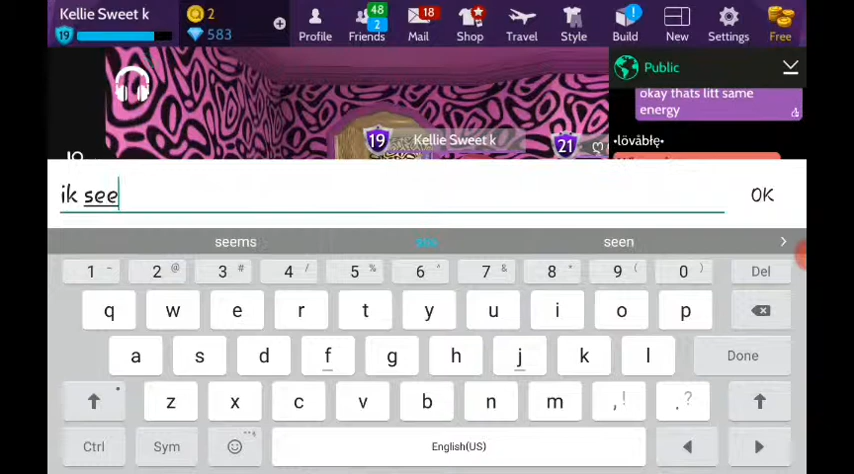 Kellie Sweet k
2
48
2
18
19
583
Profile
Friends
Mail
Shop
Travel
Style
Build
New
Settings
Free
Public
okay thats litt same
energy
19
Kellie Sweet k
21
•lövābłę•
ik see
OK
seems
seen
1 - 2 @ 3 # 4 / 5 % 6 ^ 7 & 8 * 9 ( 0 ) Del
q w e r t y u i o p
a s d f g h j k l Done
z x c v b n m , ! . ?
Ctrl Sym English(US)